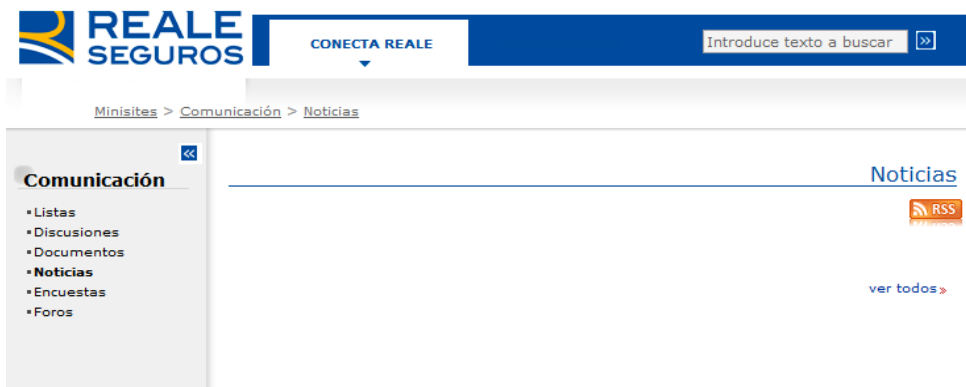 REALE
SEGUROS
CONECTA REALE
Introduce texto a buscar
Minisites > Comunicación > Noticias
Comunicación
Listas
Discusiones
Documentos
Noticias
Encuestas
Foros
Noticias
RSS
ver todos